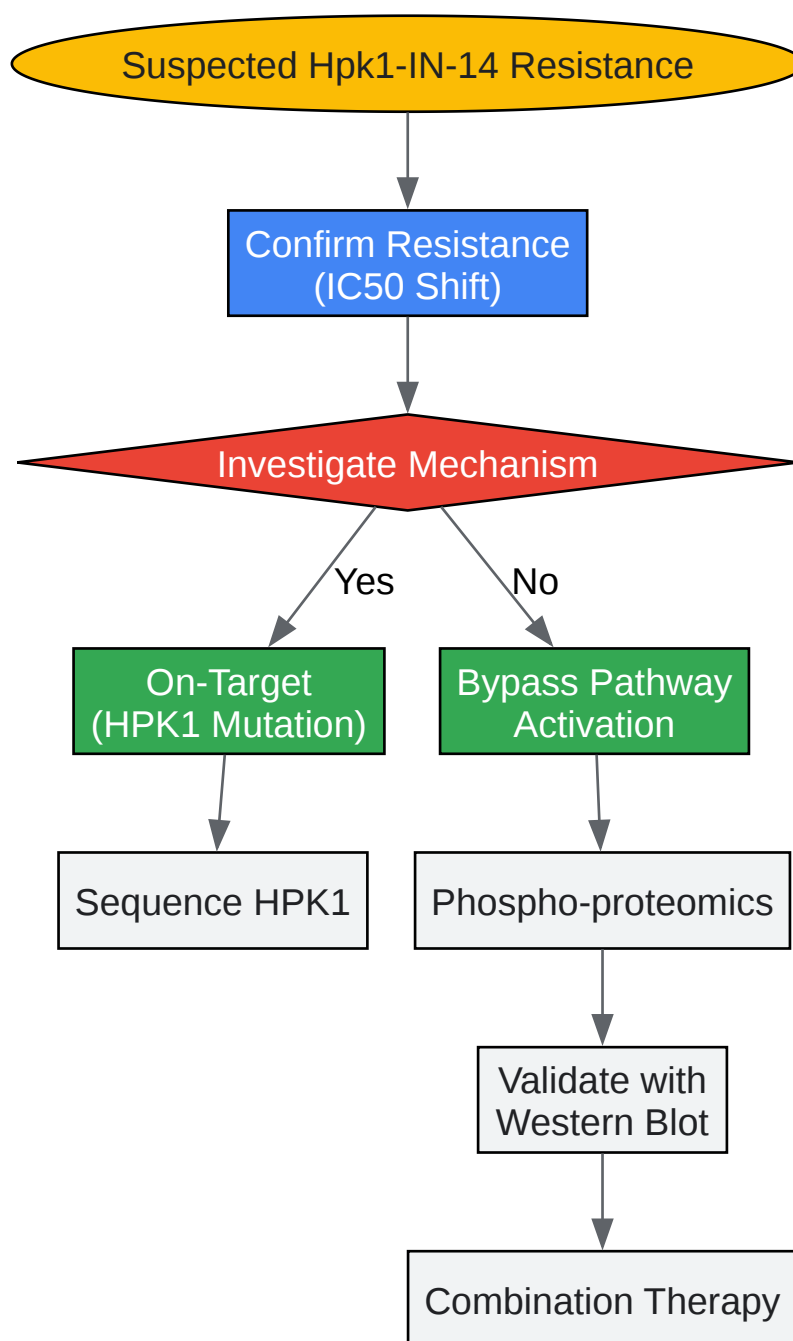 Suspected Hpk1-IN-14 Resistance
Confirm Resistance
(IC50 Shift)
Investigate Mechanism
Yes
No
On-Target
(HPK1 Mutation)
Bypass Pathway
Activation
Sequence HPK1
Phospho-proteomics
Validate with
Western Blot
Combination Therapy